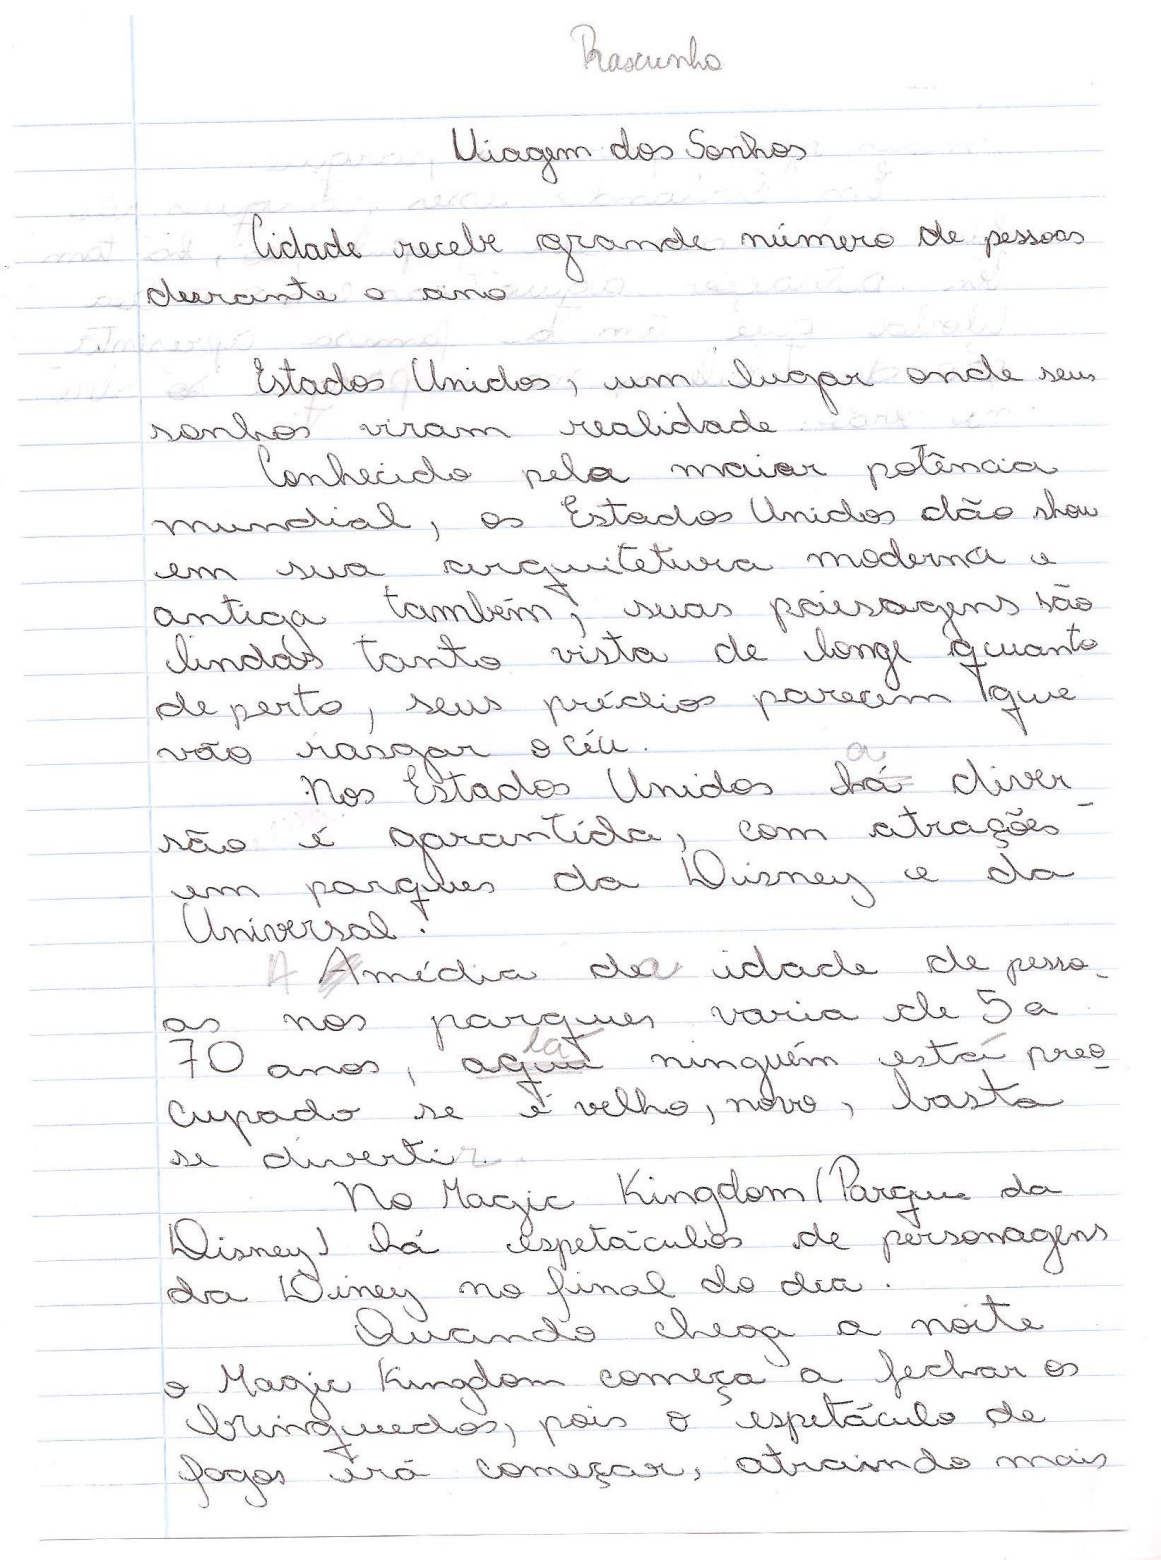 Rascunho
Viagem dos Sonhos
Cidade recebe grande número de pessoas
durante o ano
Estados Unidos, um lugar onde seus
sonhos viram realidade.
Conhecido pela maior potência
mundial, os Estados Unidos dão show
em sua arquitetura moderna e
antiga também, suas paisagens são
lindas tanto vista de longe quanto
de perto, seus prédios parecem que
vão rasgar o céu.
a
Nos Estados Unidos há diver
são é garantida, com atrações
em parques da Disney e da
Universal!
A A média da idade de pesso-
as nos parques varia de 5 a
70 anos, aqui lá ninguém está preo
cupado se é velho, novo, basta
se divertir.
No Magic Kingdom (Parque da
Disney) há espetáculos de personagens
da Diney no final do dia.
Quando chega a noite
o Magic Kingdom começa a fechar os
brinquedos, pois o espetáculo de
fogos irá começar, atraindo mais